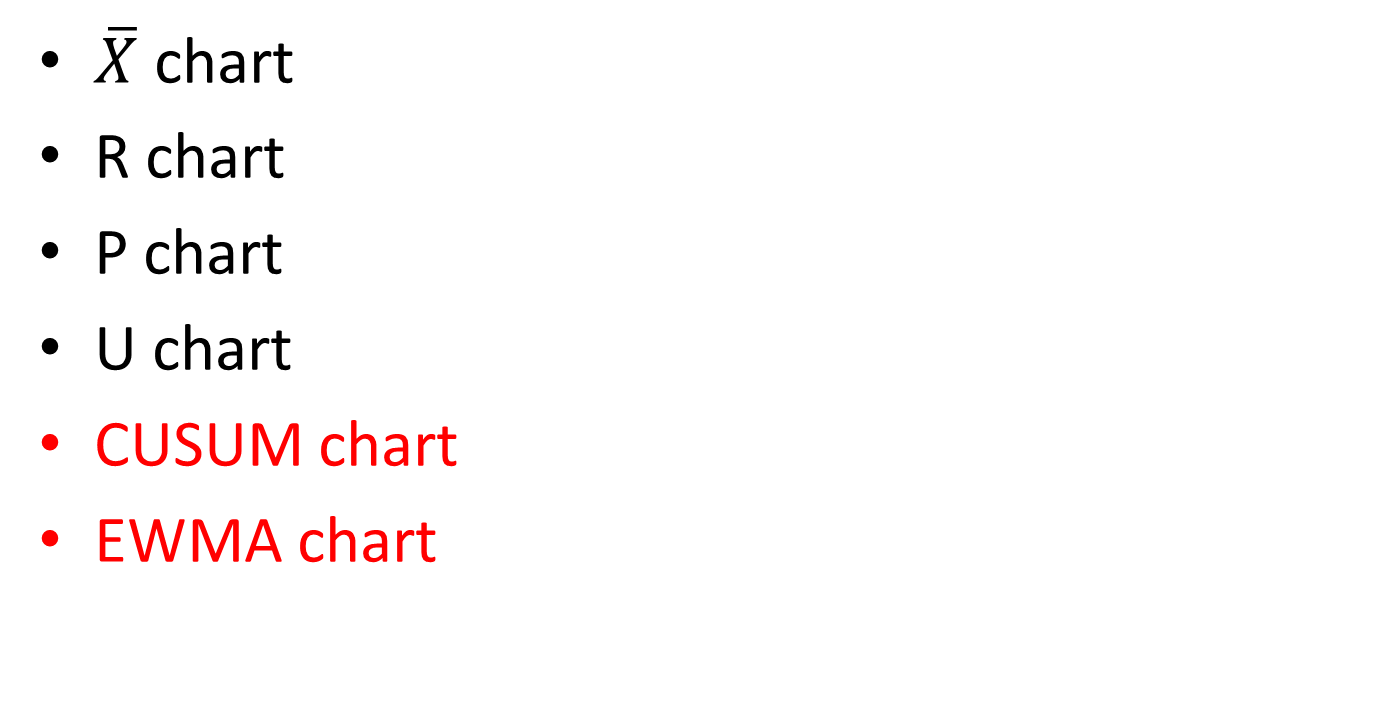 • X̅ chart
• R chart
• P chart
• U chart
• CUSUM chart
• EWMA chart